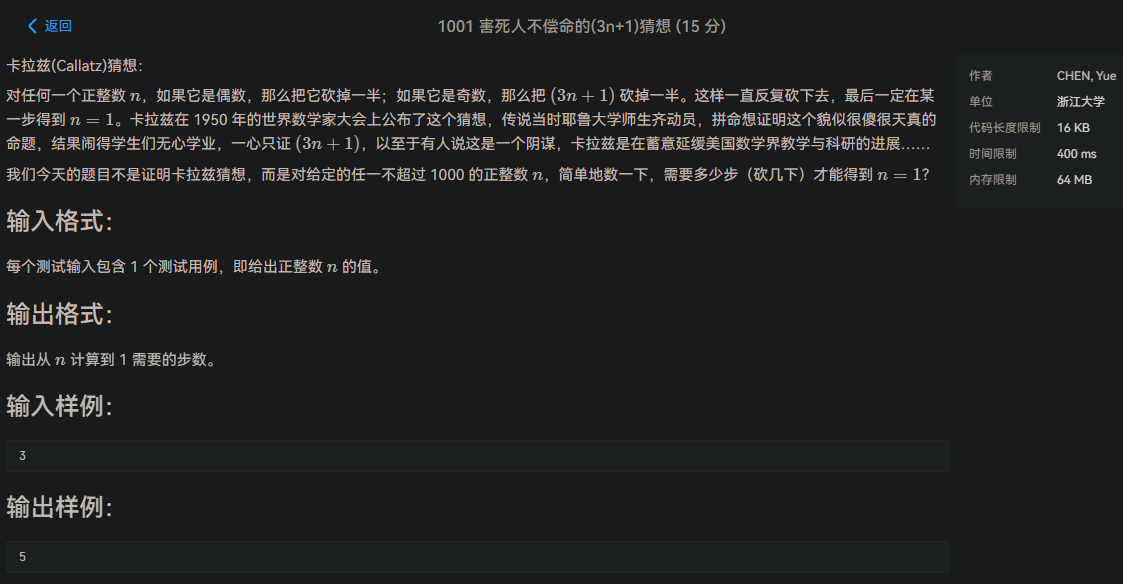 返回
1001 害死人不偿命的(3n+1)猜想 (15 分)
卡拉兹(Callatz)猜想：
对任何一个正整数 n，如果它是偶数，那么把它砍掉一半；如果它是奇数，那么把 (3n + 1) 砍掉一半。这样一直反复砍下去，最后一定在某
一步得到 n = 1。卡拉兹在 1950 年的世界数学家大会上公布了这个猜想，传说当时耶鲁大学师生齐动员，拼命想证明这个貌似很傻很天真的
命题，结果闹得学生们无心学业，一心只证 (3n + 1)，以至于有人说这是一个阴谋，卡拉兹是在蓄意延缓美国数学界教学与科研的进展……
我们今天的题目不是证明卡拉兹猜想，而是对给定的任一不超过 1000 的正整数 n，简单地数一下，需要多少步（砍几下）才能得到 n = 1？
输入格式：
每个测试输入包含 1 个测试用例，即给出正整数 n 的值。
输出格式：
输出从 n 计算到 1 需要的步数。
输入样例：
3
输出样例：
5
作者 CHEN, Yue
单位 浙江大学
代码长度限制 16 KB
时间限制 400 ms
内存限制 64 MB